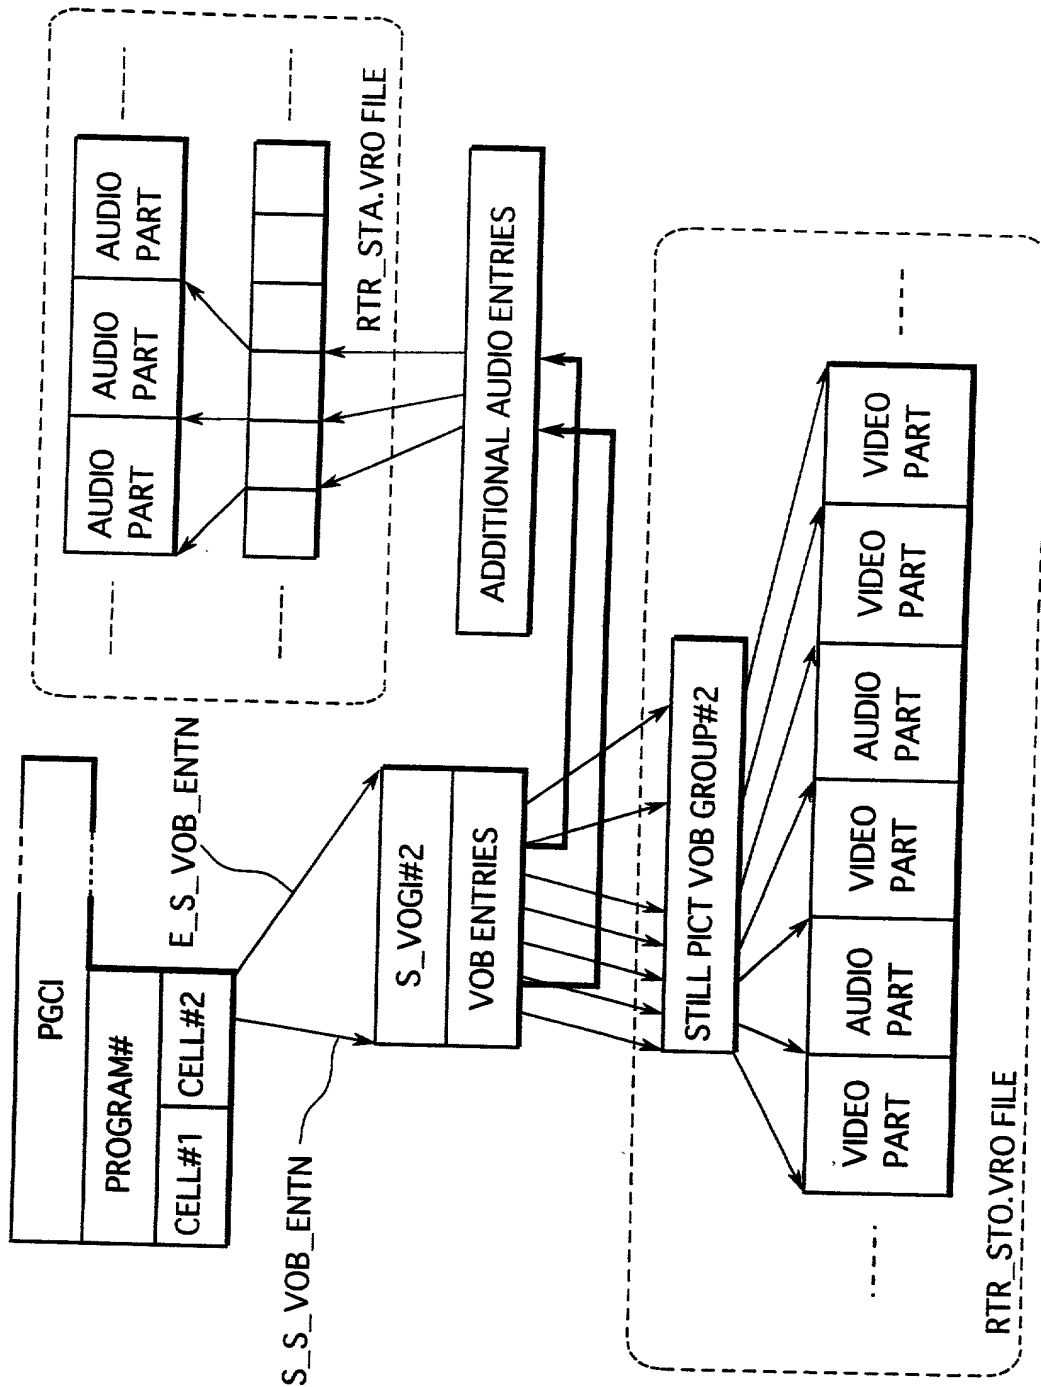 PGCI
PROGRAM#
CELL#1
CELL#2
S_S_VOB_ENTN
E_S_VOB_ENTN
S_VOGI#2
VOB ENTRIES
AUDIO
PART
AUDIO
PART
AUDIO
PART
RTR_STA.VRO FILE
ADDITIONAL AUDIO ENTRIES
STILL PICT VOB GROUP#2
VIDEO
PART
AUDIO
PART
VIDEO
PART
AUDIO
PART
VIDEO
PART
VIDEO
PART
RTR_STO.VRO FILE